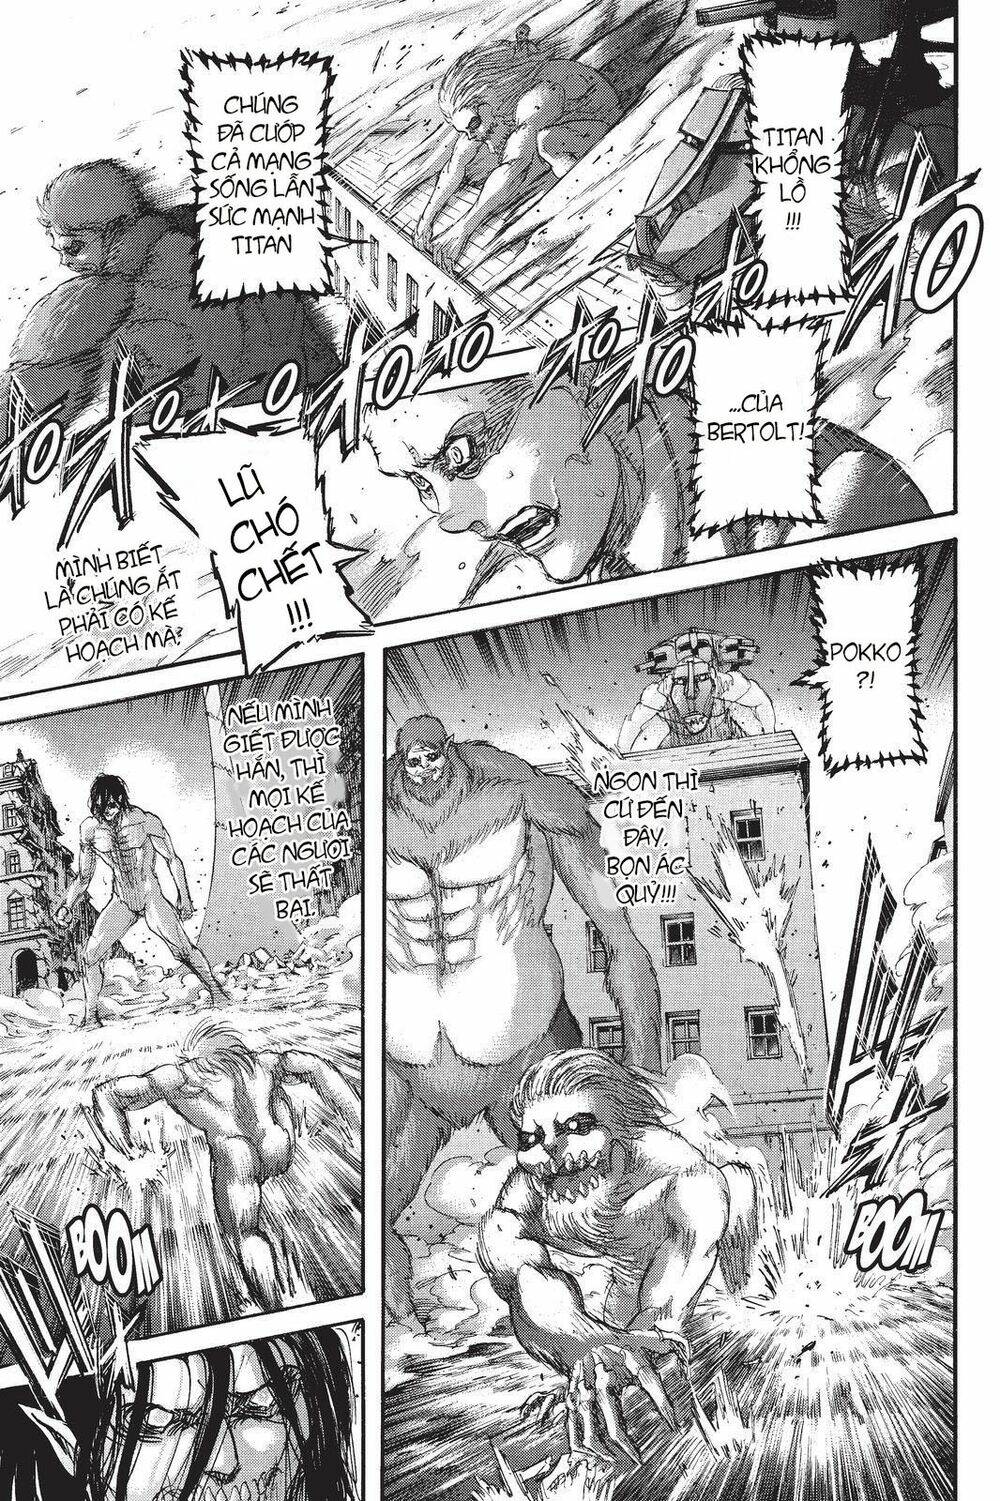 TITAN
KHỔNG
LỒ
!!!
CHÚNG
ĐÃ CƯỚP
CẢ MẠNG
SỐNG LẪN
SỨC MẠNH
TITAN
...CỦA
BERTOLT!
LŨ
CHÓ
CHẾT
!!!
MÌNH BIẾT
LÀ CHÚNG ẮT
PHẢI CÓ KẾ
HOẠCH MÀ?
POKKO
?!
NGON THÌ
CỨ ĐẾN
ĐÂY.
BỌN ÁC
QUỶ!!!
BOOM
NẾU MÌNH
GIẾT ĐƯỢC
HẮN, THÌ
MỌI KẾ
HOẠCH CỦA
CÁC NGƯƠI
SẼ THẤT
BẠI.
BOOM